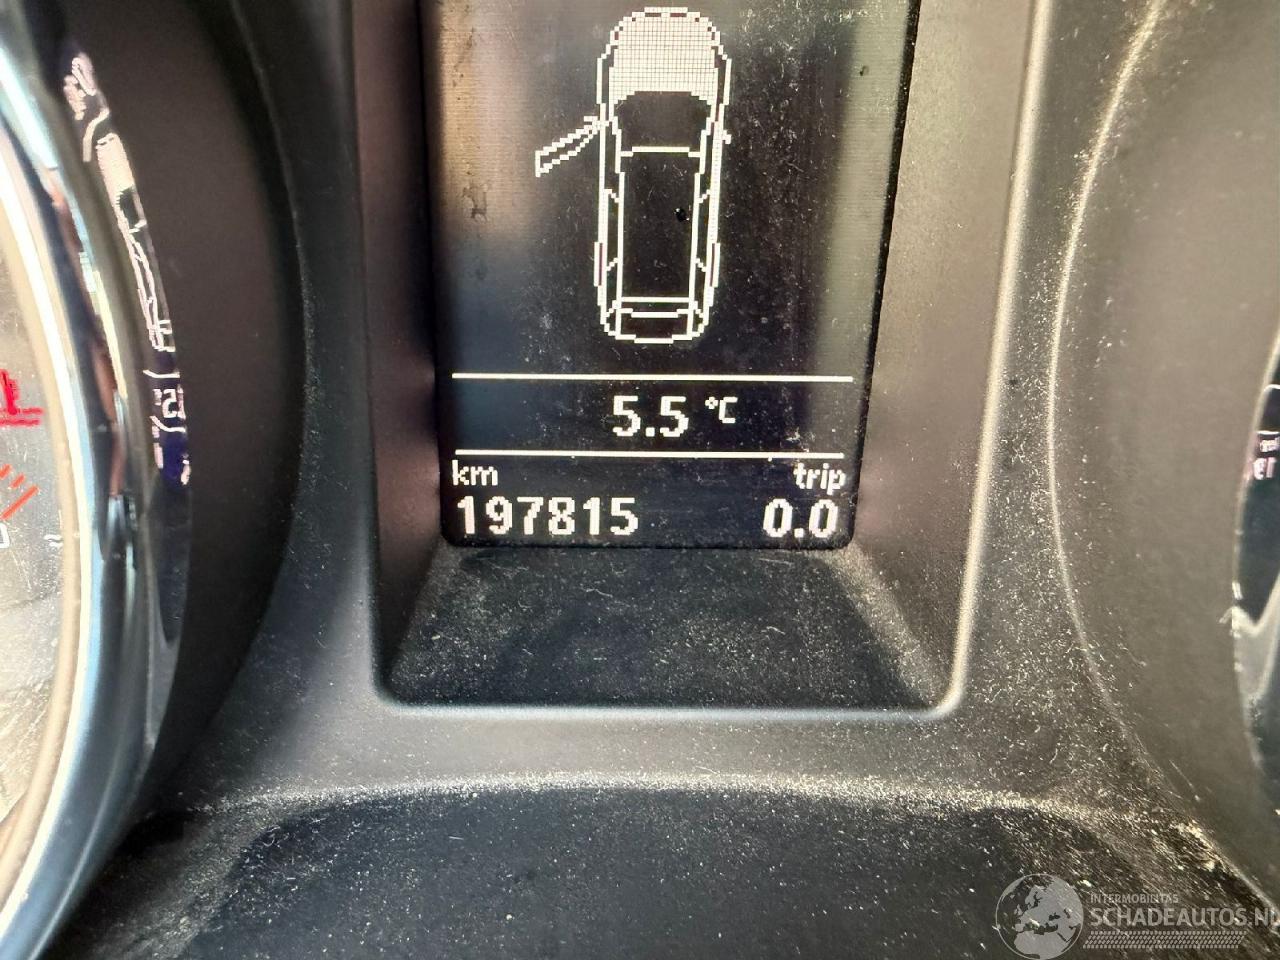 5.5 °C
km trip
197815 0.0
INTERMOBILITAS
SCHADEAUTOS.NL